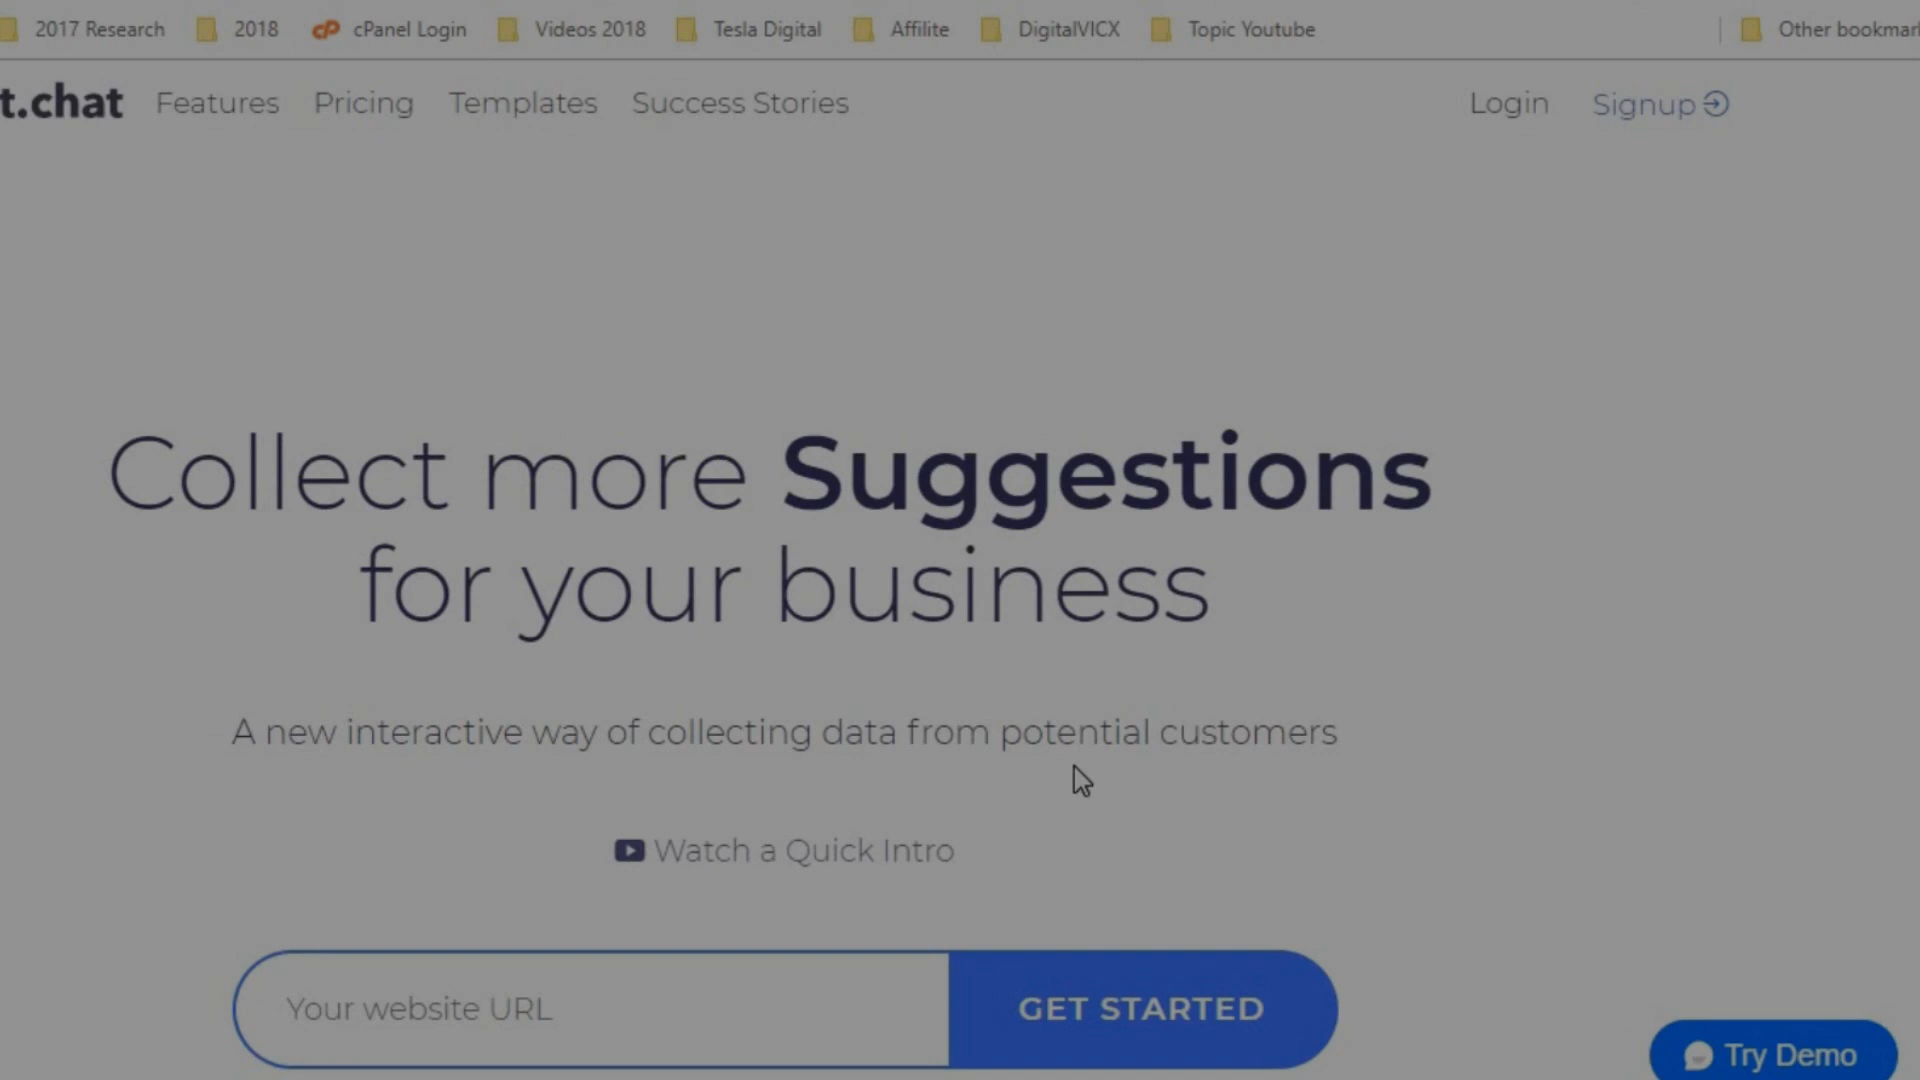 2017 Research 2018 cPanel Login Videos 2018 Tesla Digital Affilite DigitalVICX Topic Youtube Other bookmar
t.chat Features Pricing Templates Success Stories Login Signup
Collect more Suggestions
for your business
A new interactive way of collecting data from potential customers
Watch a Quick Intro
Your website URL GET STARTED
Try Demo